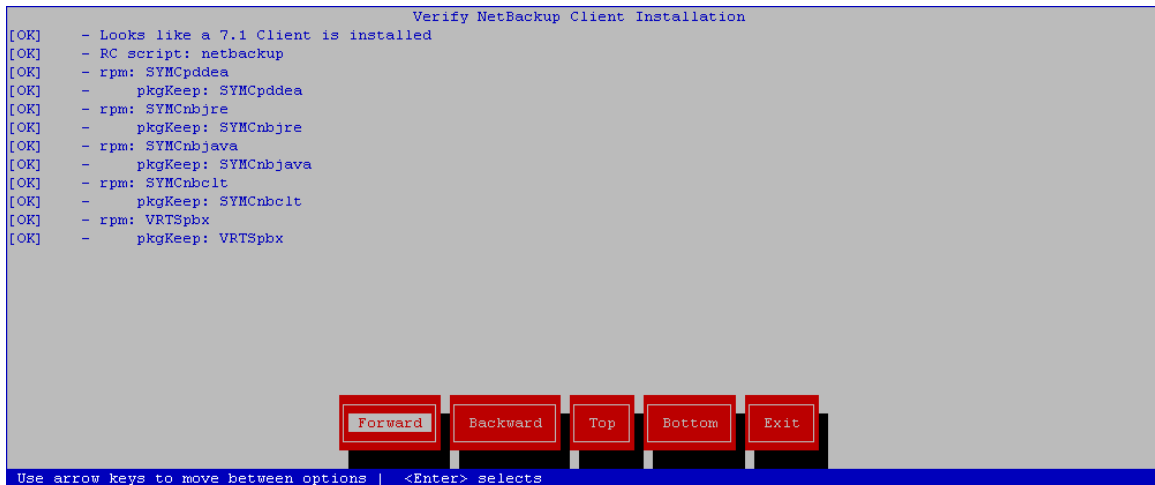 Verify NetBackup Client Installation
[OK] - Looks like a 7.1 Client is installed
[OK] - RC script: netbackup
[OK] - rpm: SYMCpddea
[OK] - pkgKeep: SYMCpddea
[OK] - rpm: SYMCnbjre
[OK] - pkgKeep: SYMCnbjre
[OK] - rpm: SYMCnbjava
[OK] - pkgKeep: SYMCnbjava
[OK] - rpm: SYMCnbclt
[OK] - pkgKeep: SYMCnbclt
[OK] - rpm: VRTSpbx
[OK] - pkgKeep: VRTSpbx
Forward Backward Top Bottom Exit
Use arrow keys to move between options | <Enter> selects